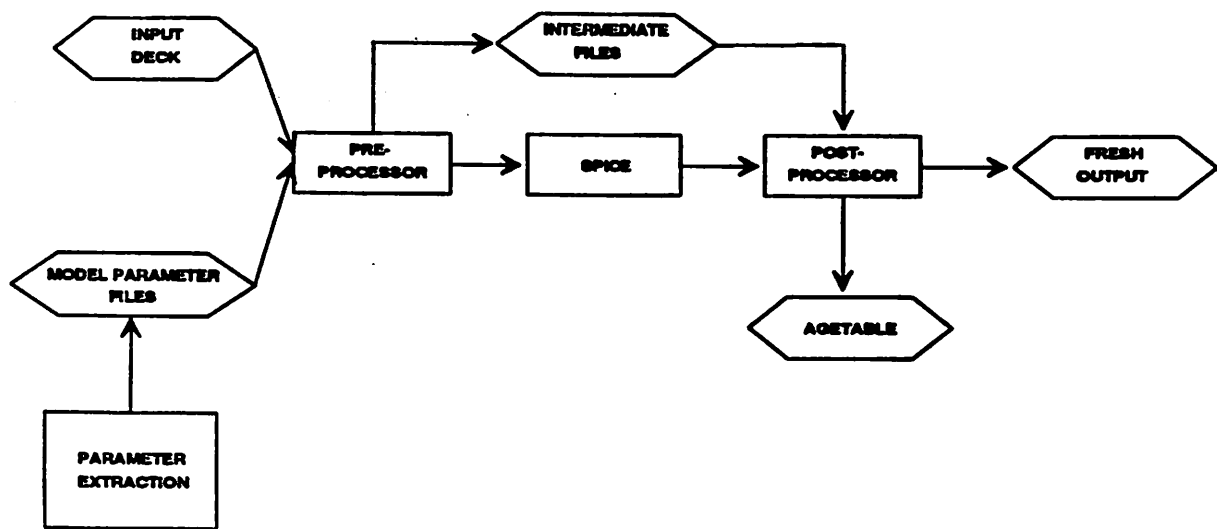 INPUT
DECK
INTERMEDIATE
FILES
PRE-
PROCESSOR
SPICE
POST-
PROCESSOR
FRESH
OUTPUT
MODEL PARAMETER
FILES
AGETABLE
PARAMETER
EXTRACTION